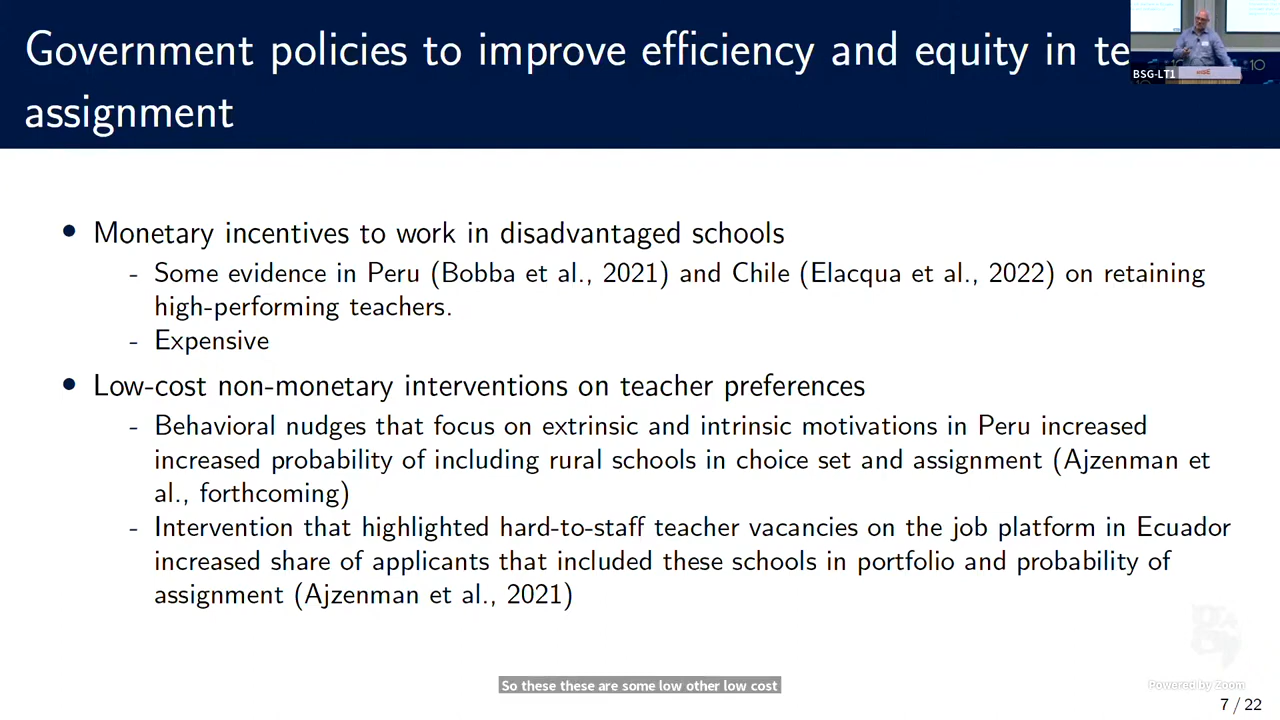 Government policies to improve efficiency and equity in te
assignment
BSG-LT1
• Monetary incentives to work in disadvantaged schools
- Some evidence in Peru (Bobba et al., 2021) and Chile (Elacqua et al., 2022) on retaining
high-performing teachers.
- Expensive
• Low-cost non-monetary interventions on teacher preferences
- Behavioral nudges that focus on extrinsic and intrinsic motivations in Peru increased
increased probability of including rural schools in choice set and assignment (Ajzenman et
al., forthcoming)
- Intervention that highlighted hard-to-staff teacher vacancies on the job platform in Ecuador
increased share of applicants that included these schools in portfolio and probability of
assignment (Ajzenman et al., 2021)
So these these are some low other low cost
Powered by Zoom
7 / 22